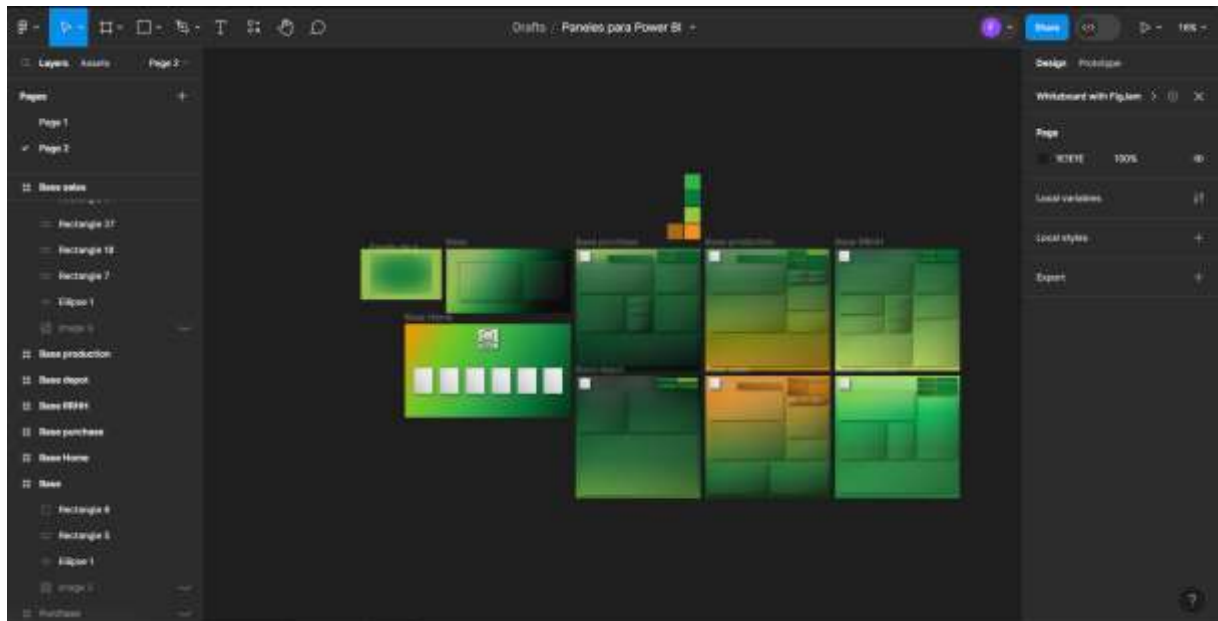 Drafts / Paneles para Power BI
Share
16%
Layers Assets Page 2
Pages
Page 1
Page 2
Base sales
Rectangle 37
Rectangle 18
Rectangle 7
Ellipse 1
Base production
Base depot
Base RRHH
Base purchase
Base Home
Base
Rectangle 6
Rectangle 5
Ellipse 1
Purchase
Base
Base purchase
Base production
Base RRHH
Base Home
Design Prototype
Whiteboard with FigJam
Page
1E1E1E 100%
Local variables
Local styles
Export
?